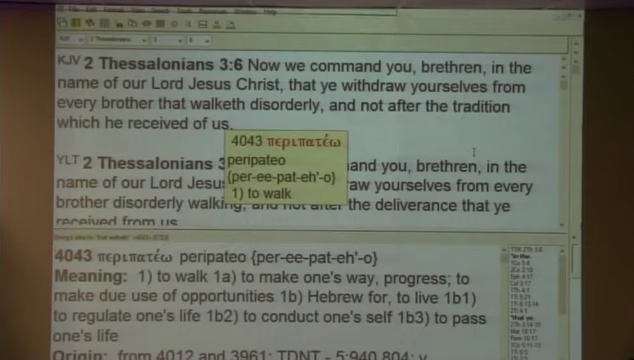 KJV 2 Thessalonians 3:6 Now we command you, brethren, in the
name of our Lord Jesus Christ, that ye withdraw yourselves from
every brother that walketh disorderly, and not after the tradition
which he received of us.
4043 περιπατέω
peripateo
{per-ee-pat-eh'-o}
1) to walk
YLT 2 Thessalonians 3 and you, brethren, in the
name of our Lord Jesu aw yourselves from every
brother disorderly walking, and not after the deliverance that ye
received from us
4043 περιπατέω peripateo {per-ee-pat-eh'-o}
Meaning: 1) to walk 1a) to make one's way, progress; to
make due use of opportunities 1b) Hebrew for, to live 1b1)
to regulate one's life 1b2) to conduct one's self 1b3) to pass
one's life
Origin: from 4012 and 3961; TDNT - 5:940,804; v